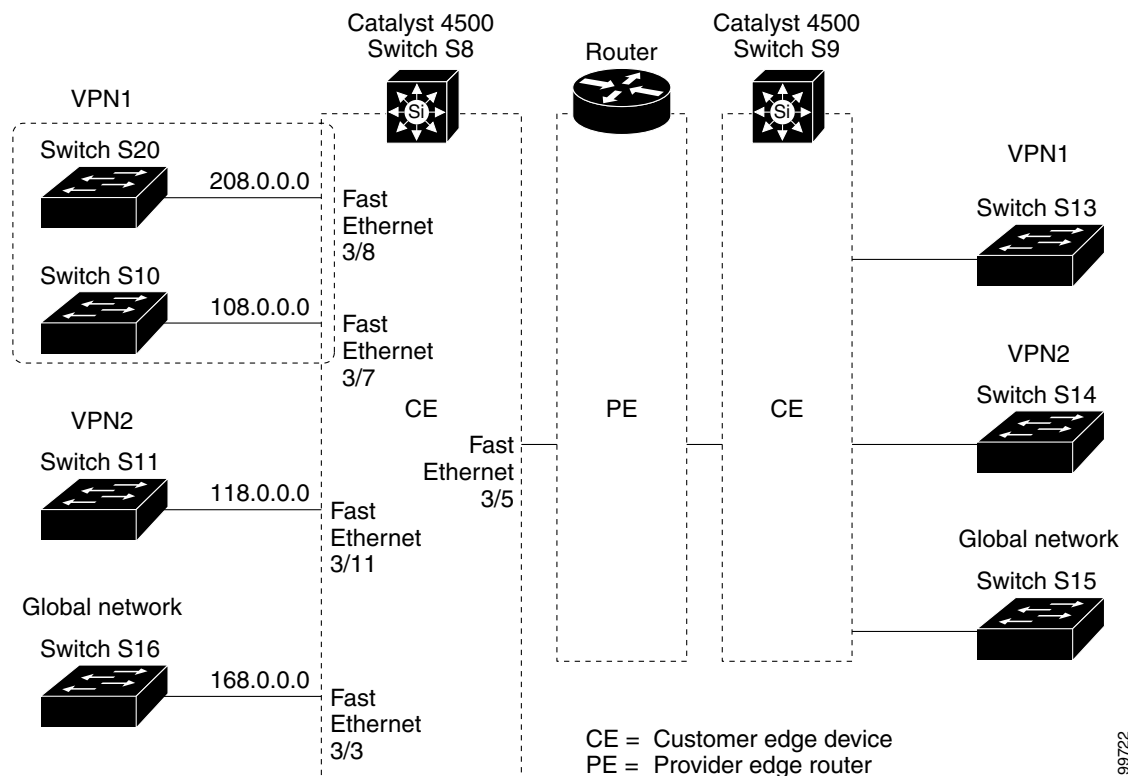 Catalyst 4500
Switch S8
Router
Catalyst 4500
Switch S9
Si
Si
VPN1
Switch S20
208.0.0.0
Fast
Ethernet
3/8
Switch S10
108.0.0.0
Fast
Ethernet
3/7
VPN2
Switch S11
118.0.0.0
Fast
Ethernet
3/11
Global network
Switch S16
168.0.0.0
Fast
Ethernet
3/3
CE
Fast
Ethernet
3/5
PE
CE
VPN1
Switch S13
VPN2
Switch S14
Global network
Switch S15
CE = Customer edge device
PE = Provider edge router
99722